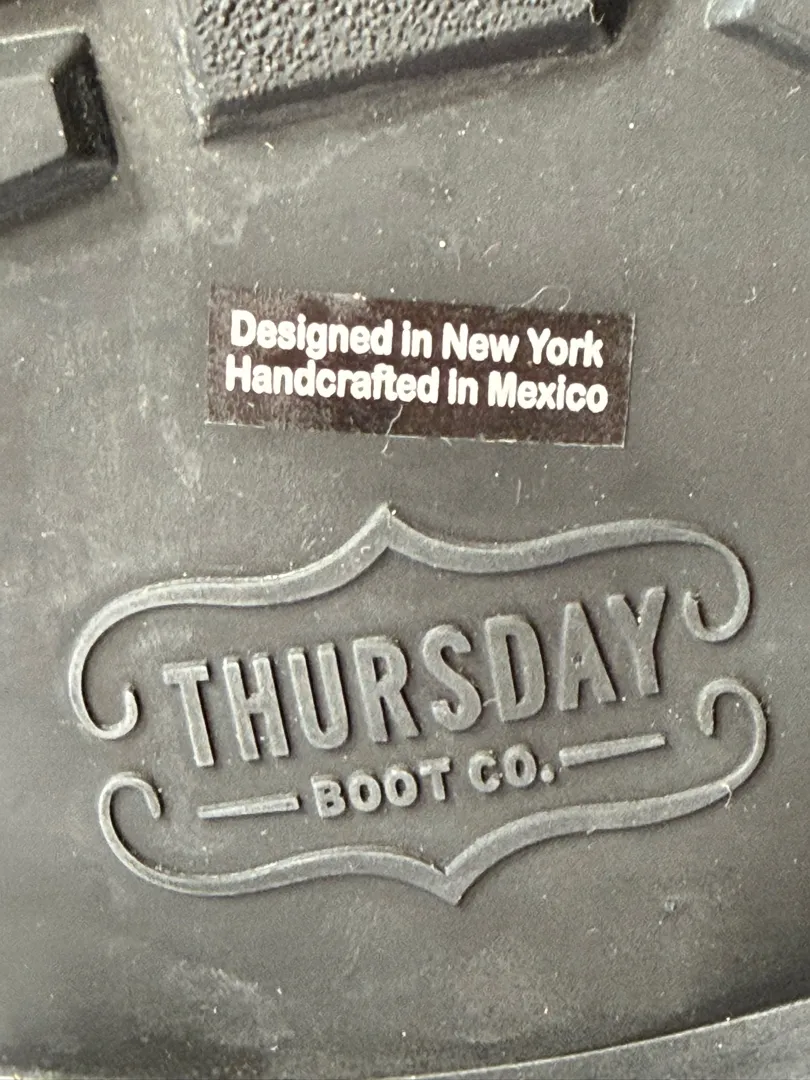 Designed in New York
Handcrafted in Mexico
THURSDAY
BOOT CO.